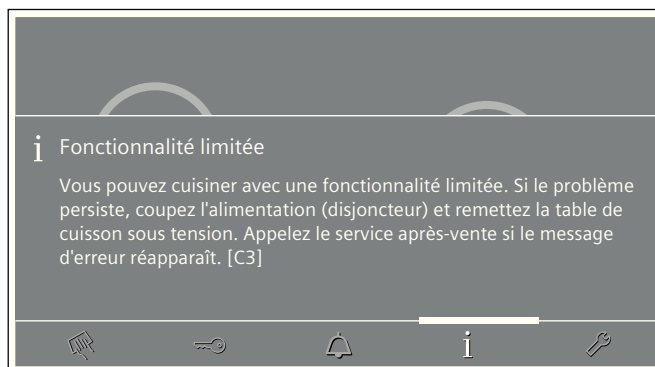 i Fonctionnalité limitée
Vous pouvez cuisiner avec une fonctionnalité limitée. Si le problème
persiste, coupez l'alimentation (disjoncteur) et remettez la table de
cuisson sous tension. Appelez le service après-vente si le message
d'erreur réapparaît. [C3]
i